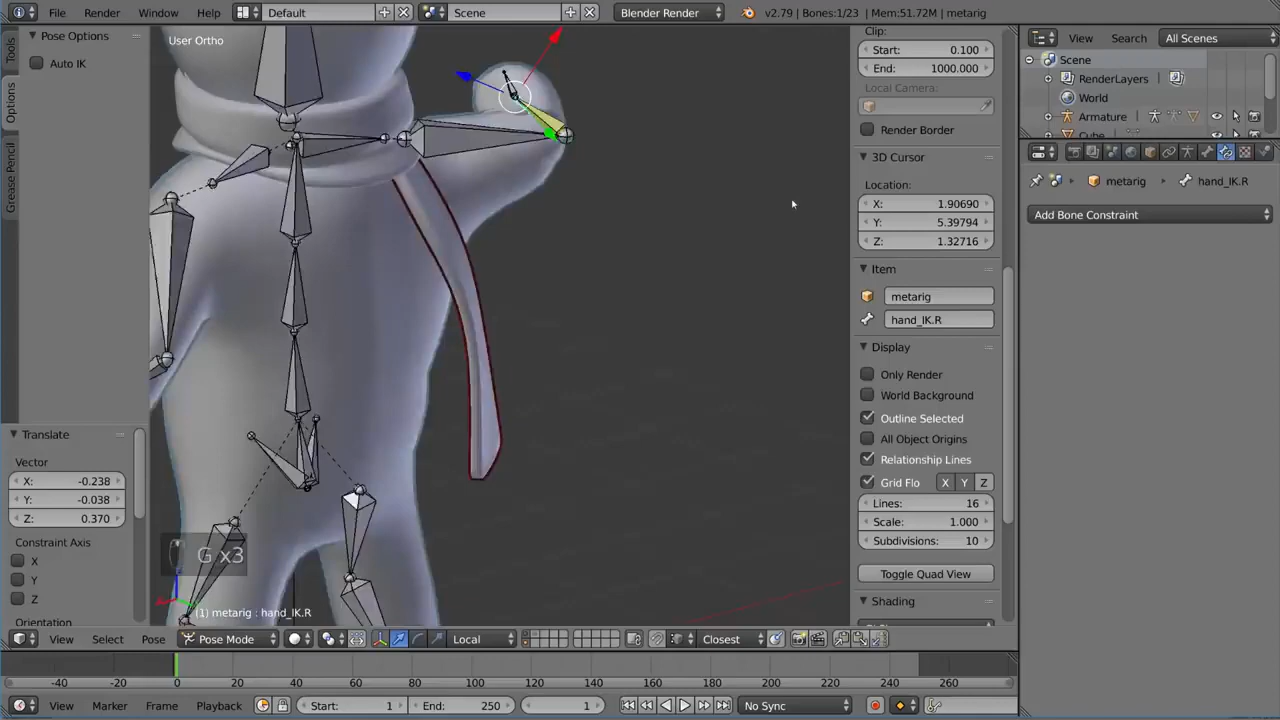 File Render Window Help Default Scene Blender Render v2.79 | Bones:1/23 | Mem:51.72M | metarig
Pose Options
Auto IK
Tools
Options
Grease Pencil
User Ortho
Clip:
Start: 0.100
End: 1000.000
Local Camera:
Render Border
3D Cursor
Location:
X: 1.90690
Y: 5.39794
Z: 1.32716
Item
metarig
hand_IK.R
Display
Only Render
World Background
Outline Selected
All Object Origins
Relationship Lines
Grid Flo X Y Z
Lines: 16
Scale: 1.000
Subdivisions: 10
Toggle Quad View
Shading
View Search All Scenes
Scene
RenderLayers
World
Armature
metarig hand_IK.R
Add Bone Constraint
Translate
Vector
X: -0.238
Y: -0.038
Z: 0.370
Constraint Axis
X
Y
Z
Orientation
G x3
(1) metarig : hand_IK.R
View Select Pose Pose Mode Local Closest
-40 -20 0 20 40 60 80 100 120 140 160 180 200 220 240 260
View Marker Frame Playback Start: 1 End: 250 1 No Sync